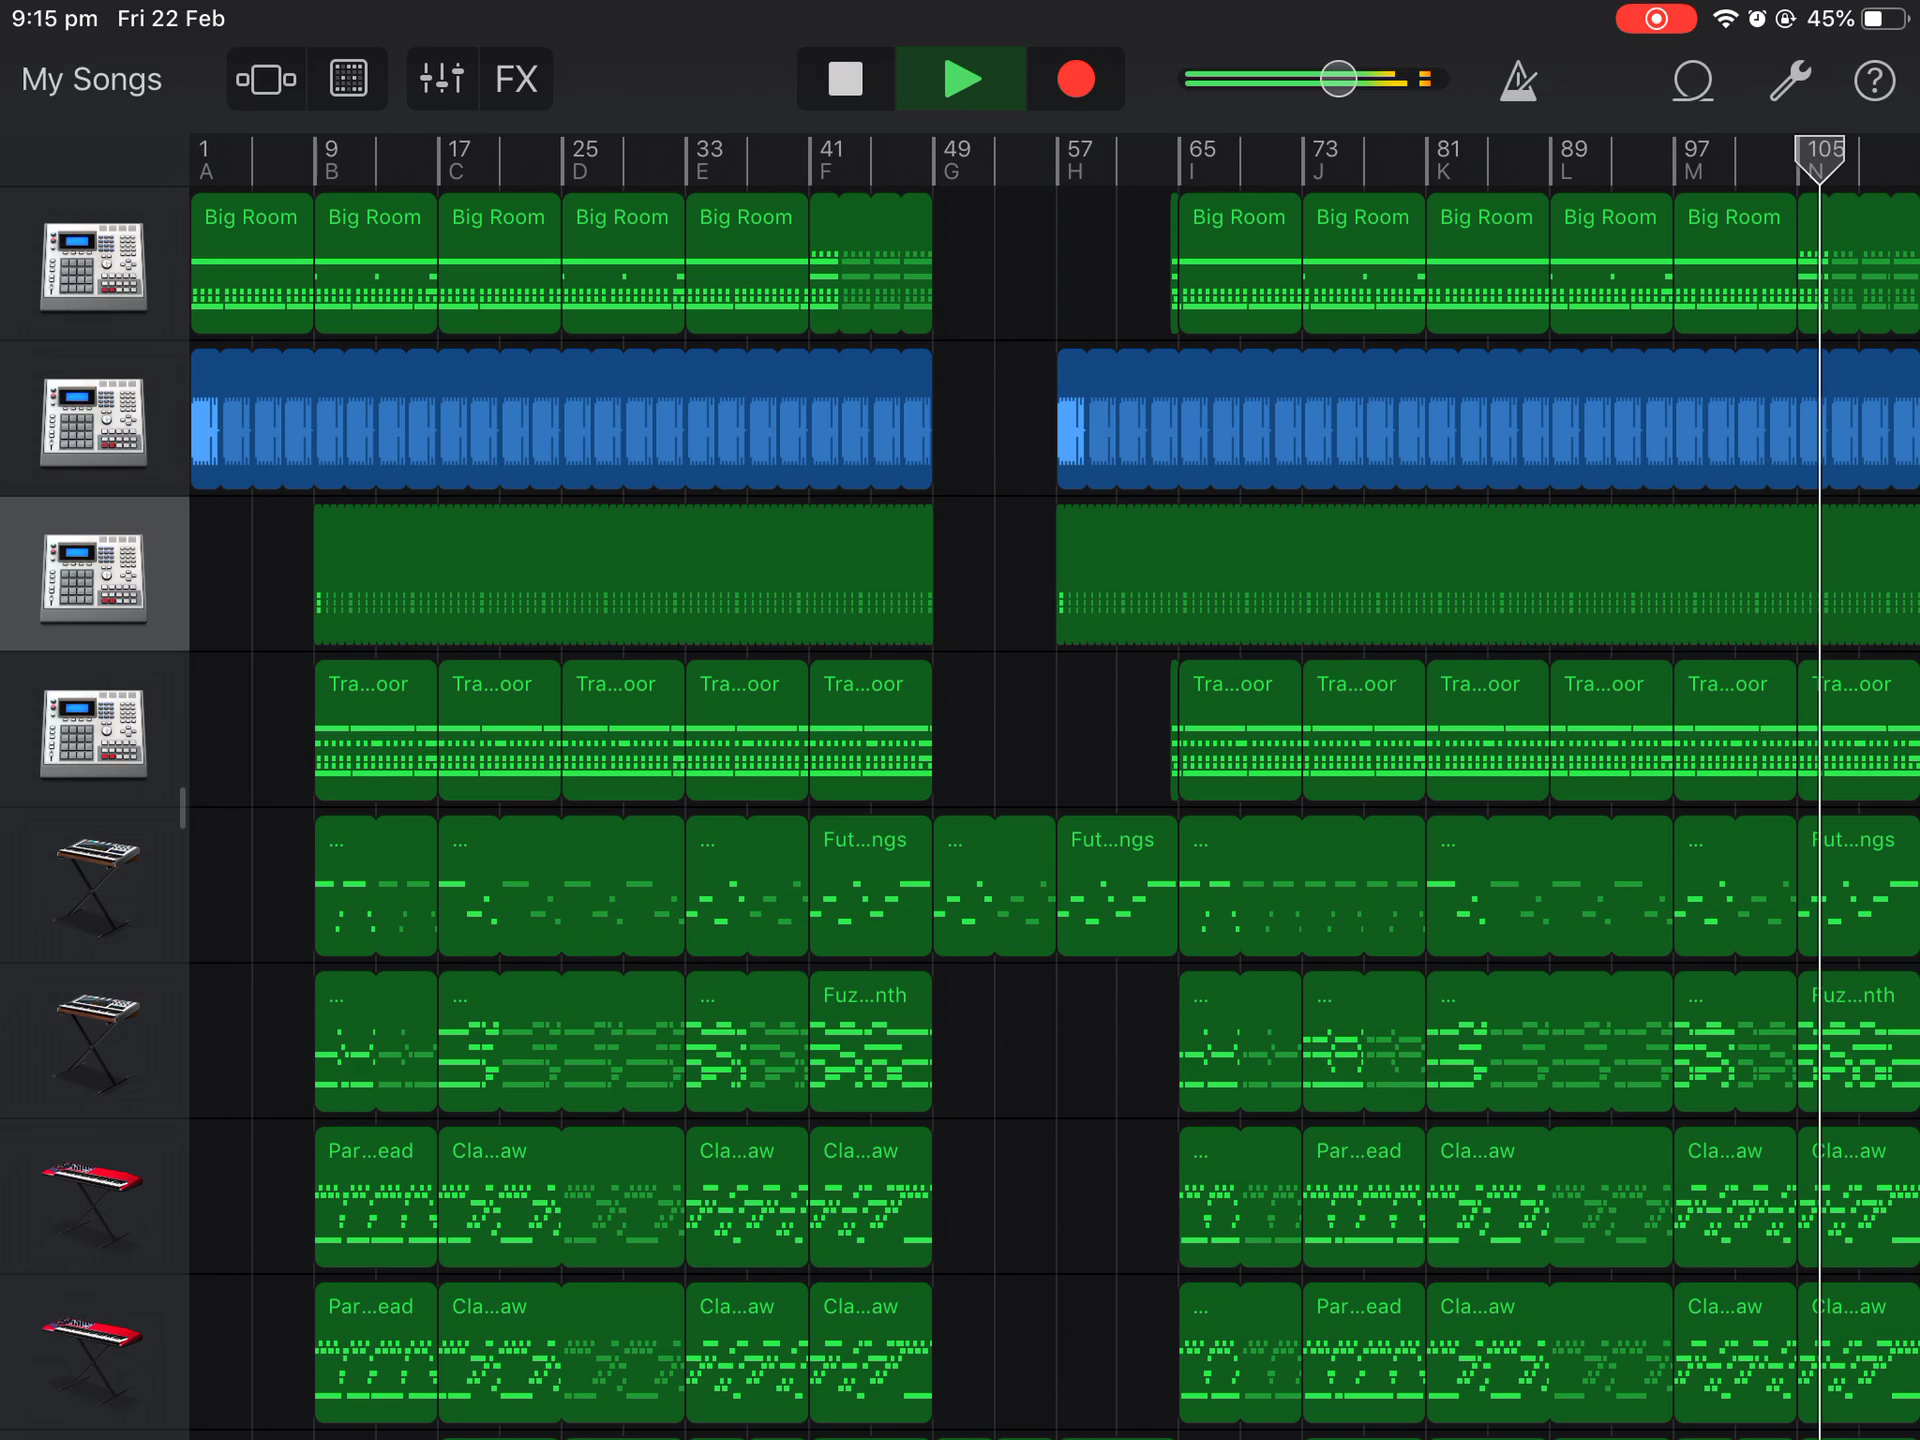 9:15 pm Fri 22 Feb 45%
My Songs FX
1 9 17 25 33 41 49 57 65 73 81 89 97 105
A B C D E F G H I J K L M N
Big Room Big Room Big Room Big Room Big Room Big Room Big Room Big Room Big Room Big Room
Tra...oor Tra...oor Tra...oor Tra...oor Tra...oor Tra...oor Tra...oor Tra...oor Tra...oor Tra...oor Tra...oor
... ... ... Fut...ngs ... Fut...ngs ... ... ... Fut...ngs
... ... ... Fuz...nth ... ... ... ... Fuz...nth
Par...ead Cla...aw Cla...aw Cla...aw ... Par...ead Cla...aw Cla...aw Cla...aw
Par...ead Cla...aw Cla...aw Cla...aw ... Par...ead Cla...aw Cla...aw Cla...aw